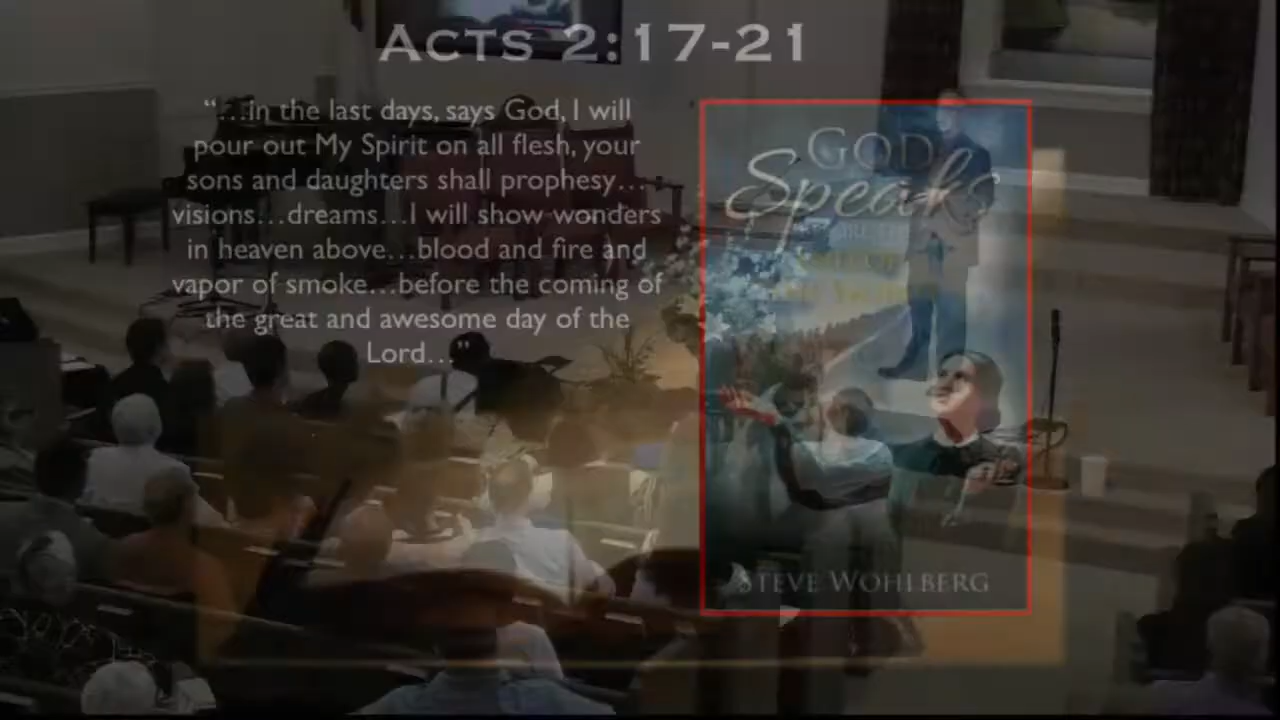 ACTS 2:17-21
“…in the last days, says God, I will
pour out My Spirit on all flesh, your
sons and daughters shall prophesy…
visions…dreams…I will show wonders
in heaven above…blood and fire and
vapor of smoke…before the coming of
the great and awesome day of the
Lord…”
GOD
Speaks
STEVE WOHLBERG